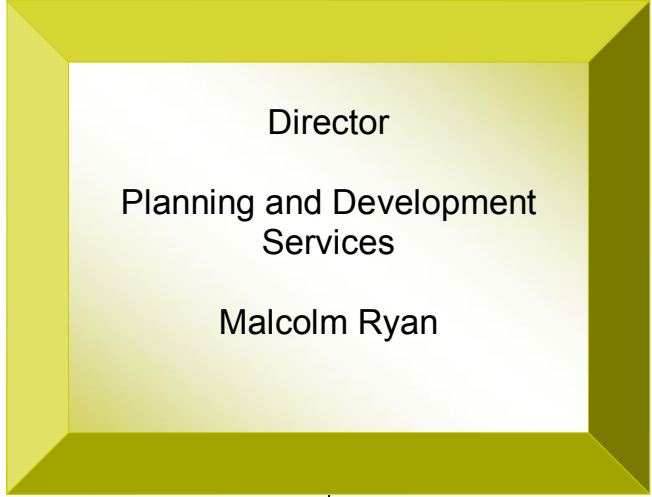 Director
Planning and Development
Services
Malcolm Ryan